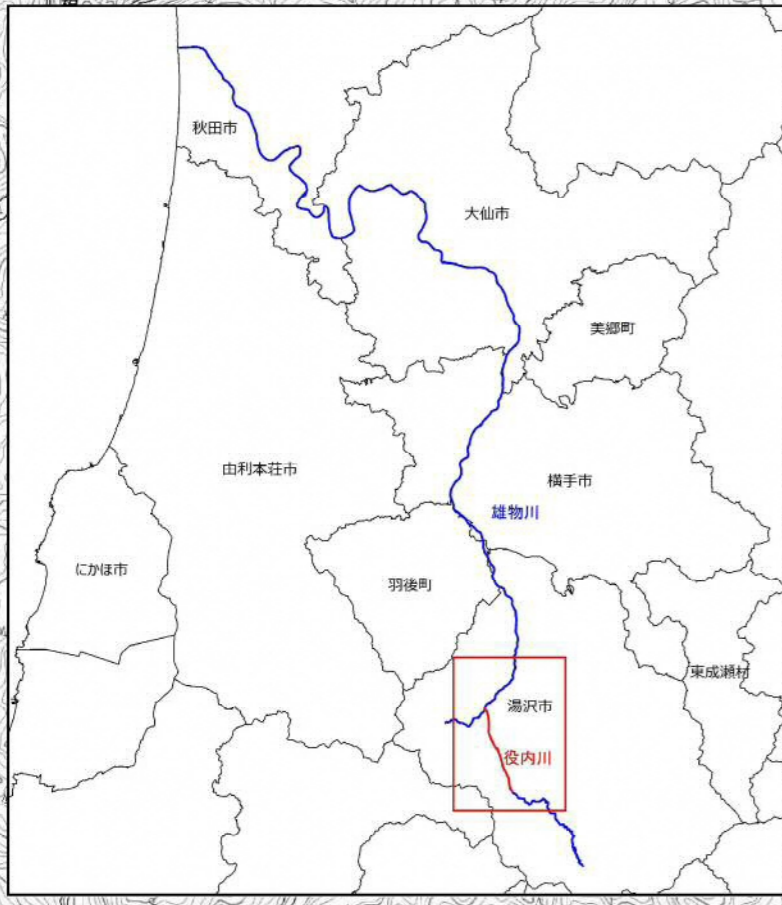 秋田市
大仙市
美郷町
由利本荘市
横手市
雄物川
にかほ市
羽後町
東成瀬村
湯沢市
役内川